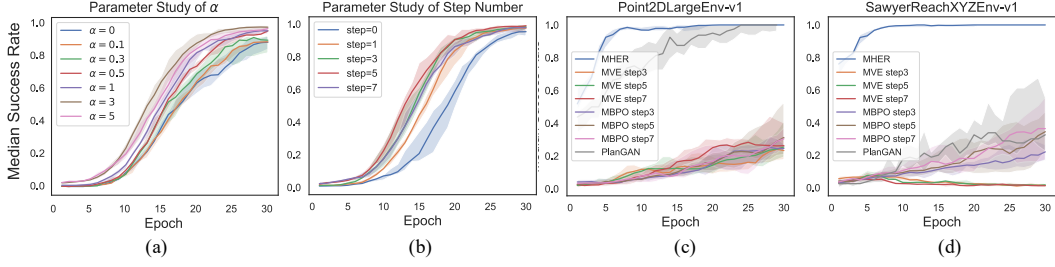 Parameter Study of α
Median Success Rate
1.0
0.8
0.6
0.4
0.2
0.0
α = 0
α = 0.1
α = 0.3
α = 0.5
α = 1
α = 3
α = 5
0 5 10 15 20 25 30
Epoch
(a)
Parameter Study of Step Number
1.0
0.8
0.6
0.4
0.2
0.0
step=0
step=1
step=3
step=5
step=7
0 5 10 15 20 25 30
Epoch
(b)
Point2DLargeEnv-v1
1.0
0.8
0.6
0.4
0.2
0.0
MHER
MVE step3
MVE step5
MVE step7
MBPO step3
MBPO step5
MBPO step7
PlanGAN
0 5 10 15 20 25 30
Epoch
(c)
SawyerReachXYZEnv-v1
1.0
0.8
0.6
0.4
0.2
0.0
MHER
MVE step3
MVE step5
MVE step7
MBPO step3
MBPO step5
MBPO step7
PlanGAN
0 5 10 15 20 25 30
Epoch
(d)